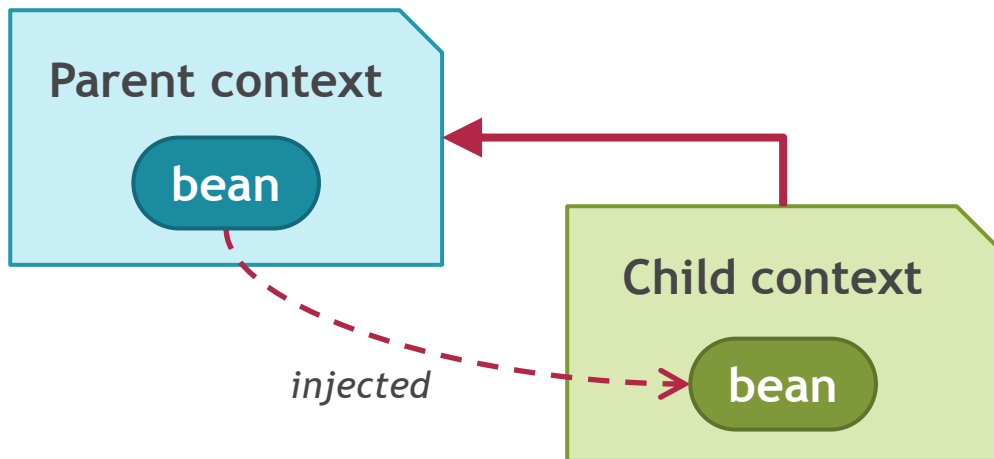 Parent context
bean
Child context
injected
bean